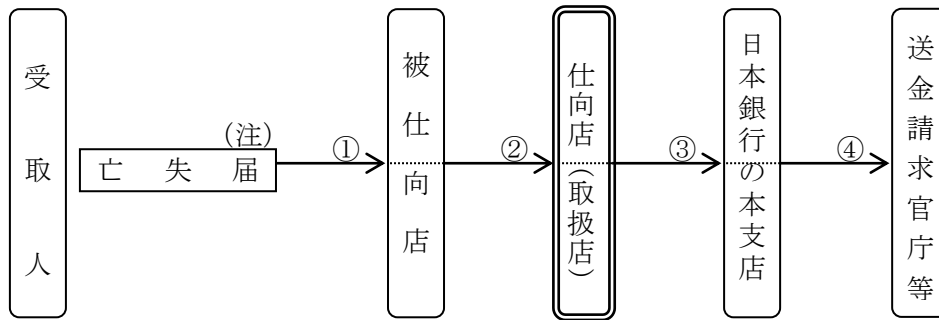 受取人
(注)
亡失届
①
被仕向店
②
仕向店(取扱店)
③
日本銀行の本支店
④
送金請求官庁等